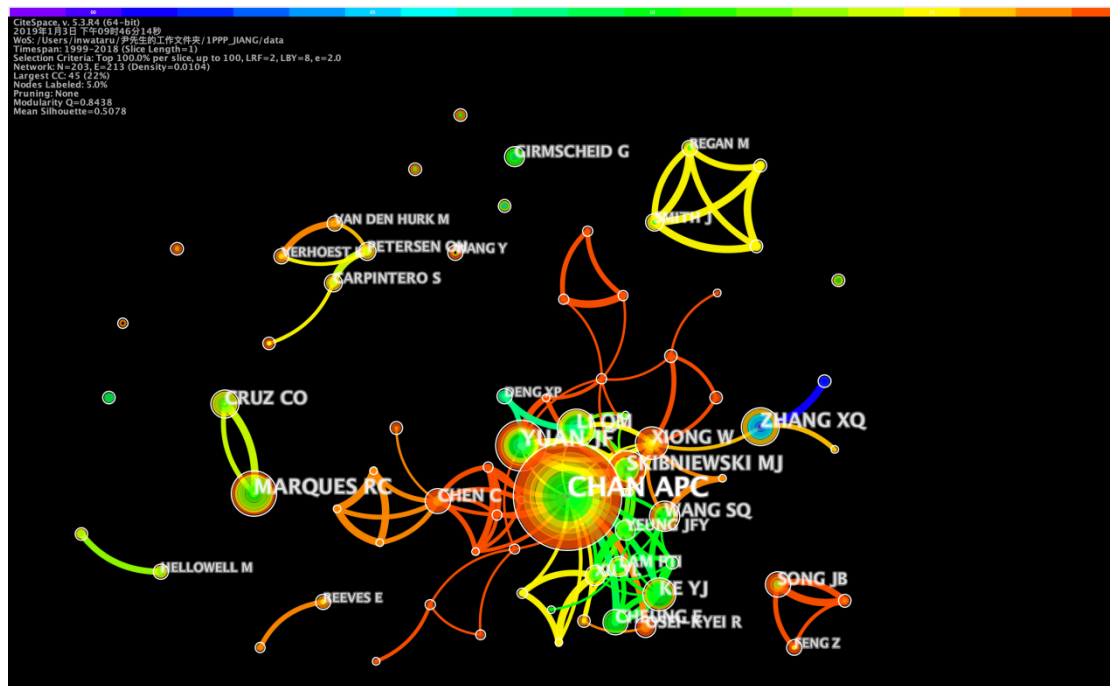 CiteSpace, v. 5.3.R4 (64-bit)
2019年1月3日 下午09时46分14秒
WoS: /Users/inwataru/尹先生的工作文件夹/1PPP_JIANG/data
Timespan: 1999-2018 (Slice Length=1)
Selection Criteria: Top 100.0% per slice, up to 100, LRF=2, LBY=8, e=2.0
Network: N=203, E=213 (Density=0.0104)
Largest CC: 45 (22%)
Nodes Labeled: 5.0%
Pruning: None
Modularity Q=0.8438
Mean Silhouette=0.5078
GIRMSCHEID G
REGAN M
VAN DEN HURK M
SMITH J
VERHOEST
PETERSEN OH
WANG Y
CARPINTERO S
DENG XP
CRUZ CO
LI QM
ZHANG XQ
YUAN JF
XIONG W
SKIBNIEWSKI MJ
MARQUES RC
CHAN APC
CHEN C
WANG SQ
YEUNG JFY
LAM PTI
HELLOWELL M
XU YL
SONG JB
KE YJ
REEVES E
CHEUNG E
OSEI-KYEI R
FENG Z